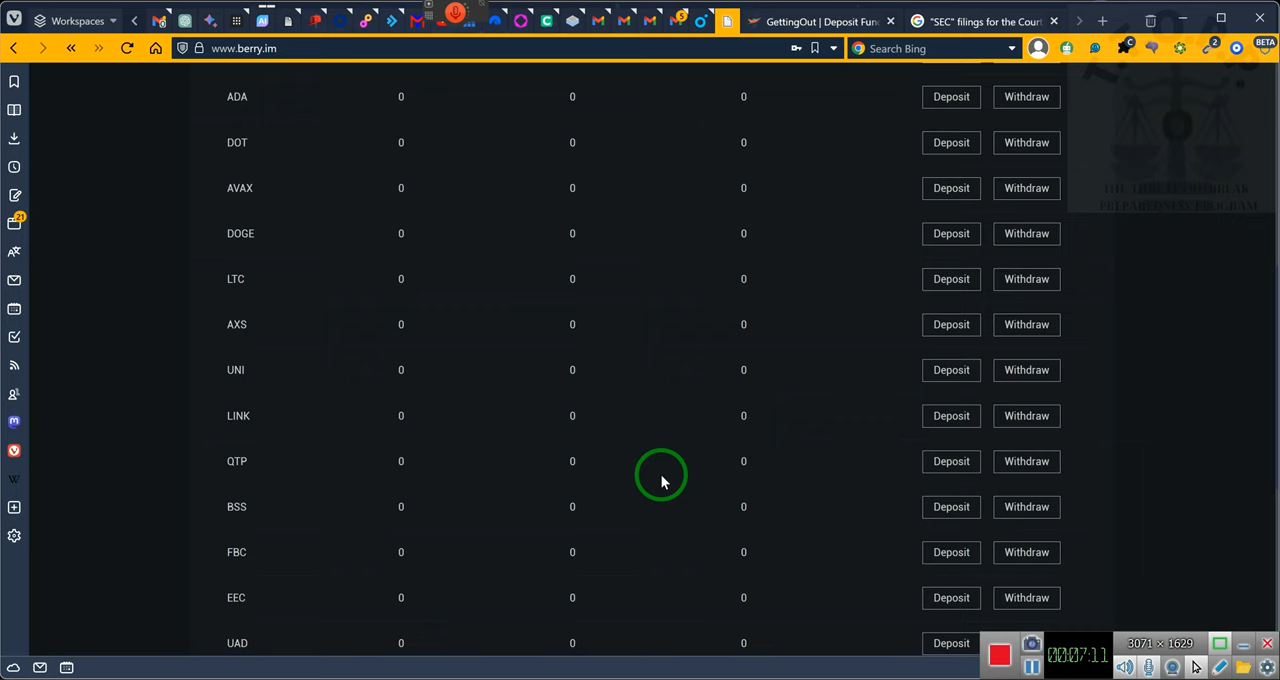 Workspaces
GettingOut | Deposit Fun
"SEC" filings for the Court
www.berry.im
Search Bing
C
2
BETA
5
21
ADA 0 0 0 Deposit Withdraw
DOT 0 0 0 Deposit Withdraw
AVAX 0 0 0 Deposit Withdraw
DOGE 0 0 0 Deposit Withdraw
LTC 0 0 0 Deposit Withdraw
AXS 0 0 0 Deposit Withdraw
UNI 0 0 0 Deposit Withdraw
LINK 0 0 0 Deposit Withdraw
QTP 0 0 0 Deposit Withdraw
BSS 0 0 0 Deposit Withdraw
FBC 0 0 0 Deposit Withdraw
EEC 0 0 0 Deposit Withdraw
UAD 0 0 0 Deposit
PREPAREDNESS PROGRAM
3071 × 1629
00:07:11